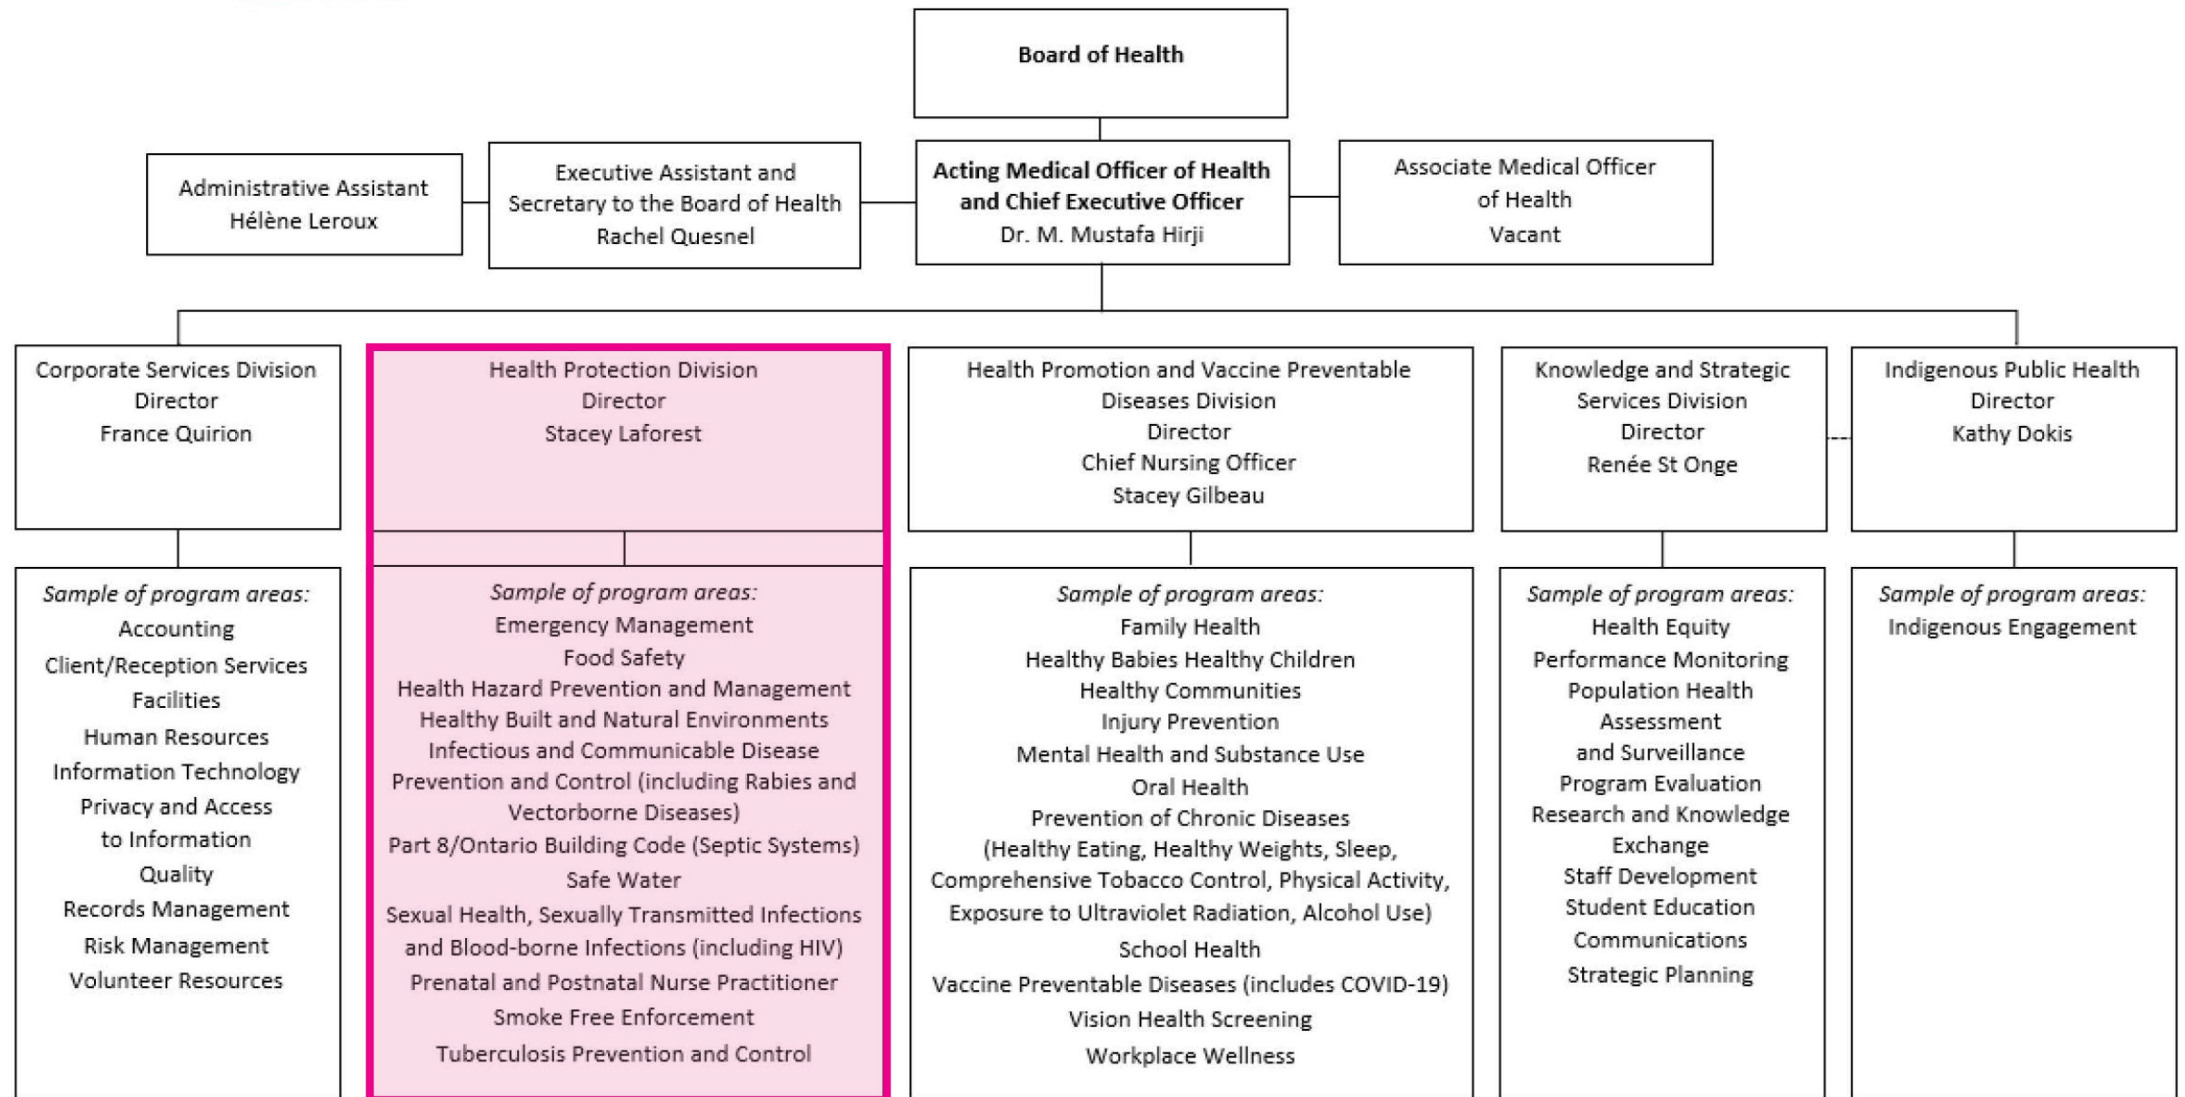 Board of Health
Administrative Assistant
Hélène Leroux
Executive Assistant and
Secretary to the Board of Health
Rachel Quesnel
Acting Medical Officer of Health
and Chief Executive Officer
Dr. M. Mustafa Hirji
Associate Medical Officer
of Health
Vacant
Corporate Services Division
Director
France Quirion
Health Protection Division
Director
Stacey Laforest
Health Promotion and Vaccine Preventable
Diseases Division
Director
Chief Nursing Officer
Stacey Gilbeau
Knowledge and Strategic
Services Division
Director
Renée St Onge
Indigenous Public Health
Director
Kathy Dokis
Sample of program areas:
Accounting
Client/Reception Services
Facilities
Human Resources
Information Technology
Privacy and Access
to Information
Quality
Records Management
Risk Management
Volunteer Resources
Sample of program areas:
Emergency Management
Food Safety
Health Hazard Prevention and Management
Healthy Built and Natural Environments
Infectious and Communicable Disease
Prevention and Control (including Rabies and
Vectorborne Diseases)
Part 8/Ontario Building Code (Septic Systems)
Safe Water
Sexual Health, Sexually Transmitted Infections
and Blood-borne Infections (including HIV)
Prenatal and Postnatal Nurse Practitioner
Smoke Free Enforcement
Tuberculosis Prevention and Control
Sample of program areas:
Family Health
Healthy Babies Healthy Children
Healthy Communities
Injury Prevention
Mental Health and Substance Use
Oral Health
Prevention of Chronic Diseases
(Healthy Eating, Healthy Weights, Sleep,
Comprehensive Tobacco Control, Physical Activity,
Exposure to Ultraviolet Radiation, Alcohol Use)
School Health
Vaccine Preventable Diseases (includes COVID-19)
Vision Health Screening
Workplace Wellness
Sample of program areas:
Health Equity
Performance Monitoring
Population Health
Assessment
and Surveillance
Program Evaluation
Research and Knowledge
Exchange
Staff Development
Student Education
Communications
Strategic Planning
Sample of program areas:
Indigenous Engagement